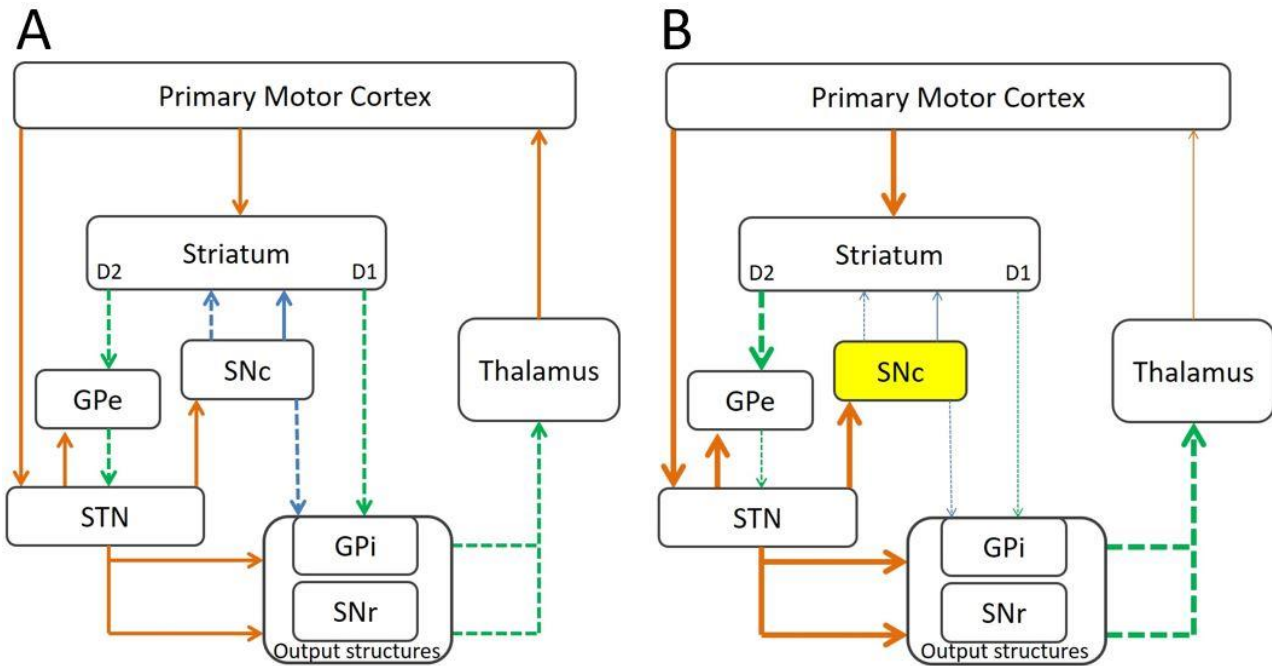 A
Primary Motor Cortex
Striatum
D2
D1
SNc
GPe
Thalamus
STN
GPi
SNr
Output structures
B
Primary Motor Cortex
Striatum
D2
D1
SNc
GPe
Thalamus
STN
GPi
SNr
Output structures